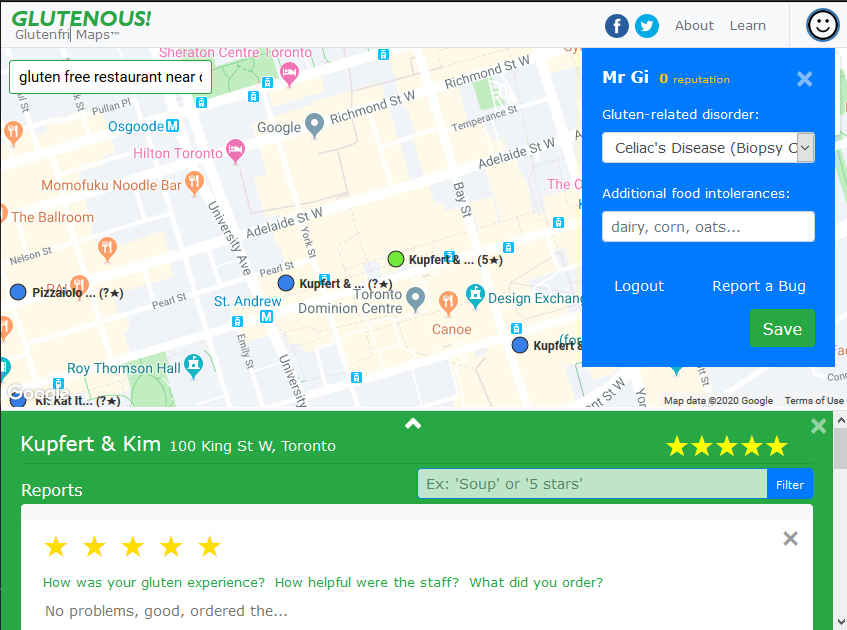 GLUTENOUS!
Glutenfri Maps™
About Learn
Sheraton Centre Toronto
gluten free restaurant near
Mr Gi 0 reputation
Richmond St W
Pullan Pl
Osgoode M
Google
Richmond St W
Temperance St
Gluten-related disorder:
Hilton Toronto
Adelaide St W
Celiac's Disease (Biopsy
Momofuku Noodle Bar
Bay St
The Ballroom
University Ave
Adelaide St W
York St
Additional food intolerances:
dairy, corn, oats...
Nelson St
Pearl St
Kupfert & ... (5★)
Kupfert & ... (?★)
Pizzaiolo ... (?★)
Pearl St
St. Andrew
M
Toronto
Dominion Centre
Design Exchang
Logout Report a Bug
Canoe
Save
Emily St
Kupfert &
(for
Roy Thomson Hall
University
Google
Kit Kat It... (?★)
Map data ©2020 Google Terms of Use
Kupfert & Kim 100 King St W, Toronto
★★★★★
Reports
Ex: 'Soup' or '5 stars'
Filter
★ ★ ★ ★ ★
How was your gluten experience? How helpful were the staff? What did you order?
No problems, good, ordered the...